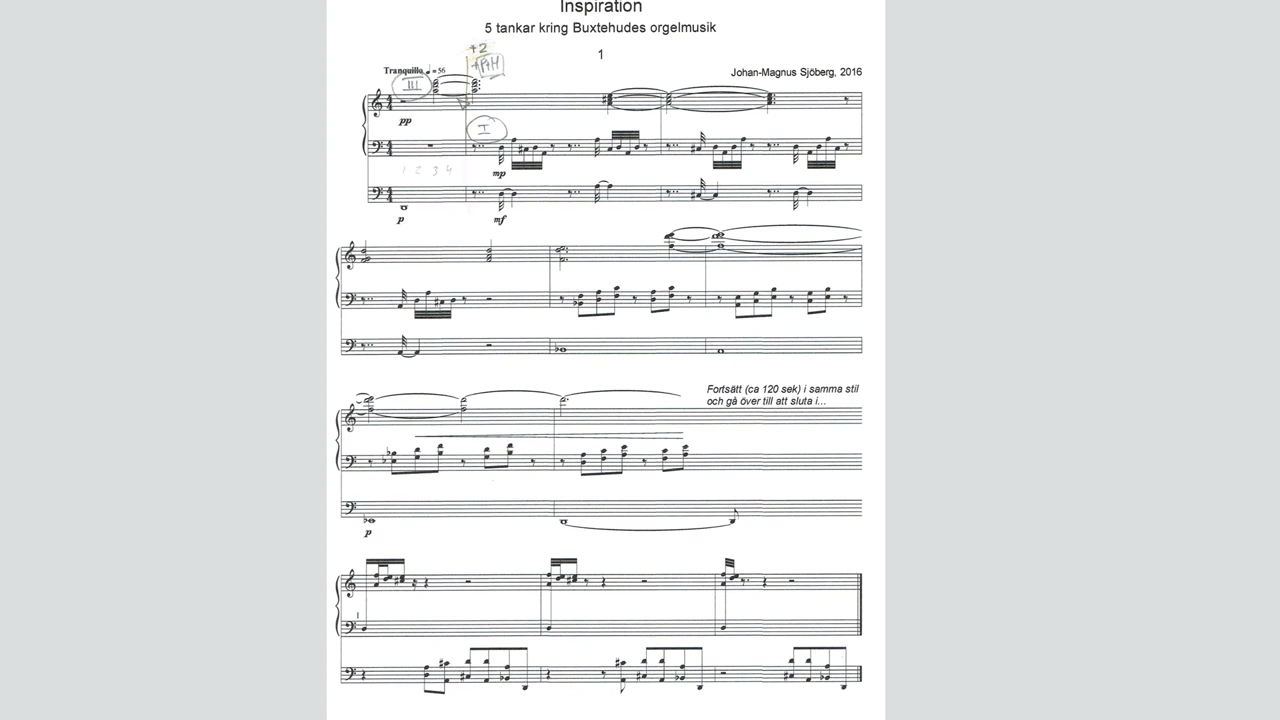 Inspiration
5 tankar kring Buxtehudes orgelmusik
1
+2
+P+H
Tranquillo ♩=56
Johan-Magnus Sjöberg, 2016
III
pp
I
mp
1 2 3 4
p
mf
Fortsätt (ca 120 sek) i samma stil
och gå över till att sluta i...
p
I